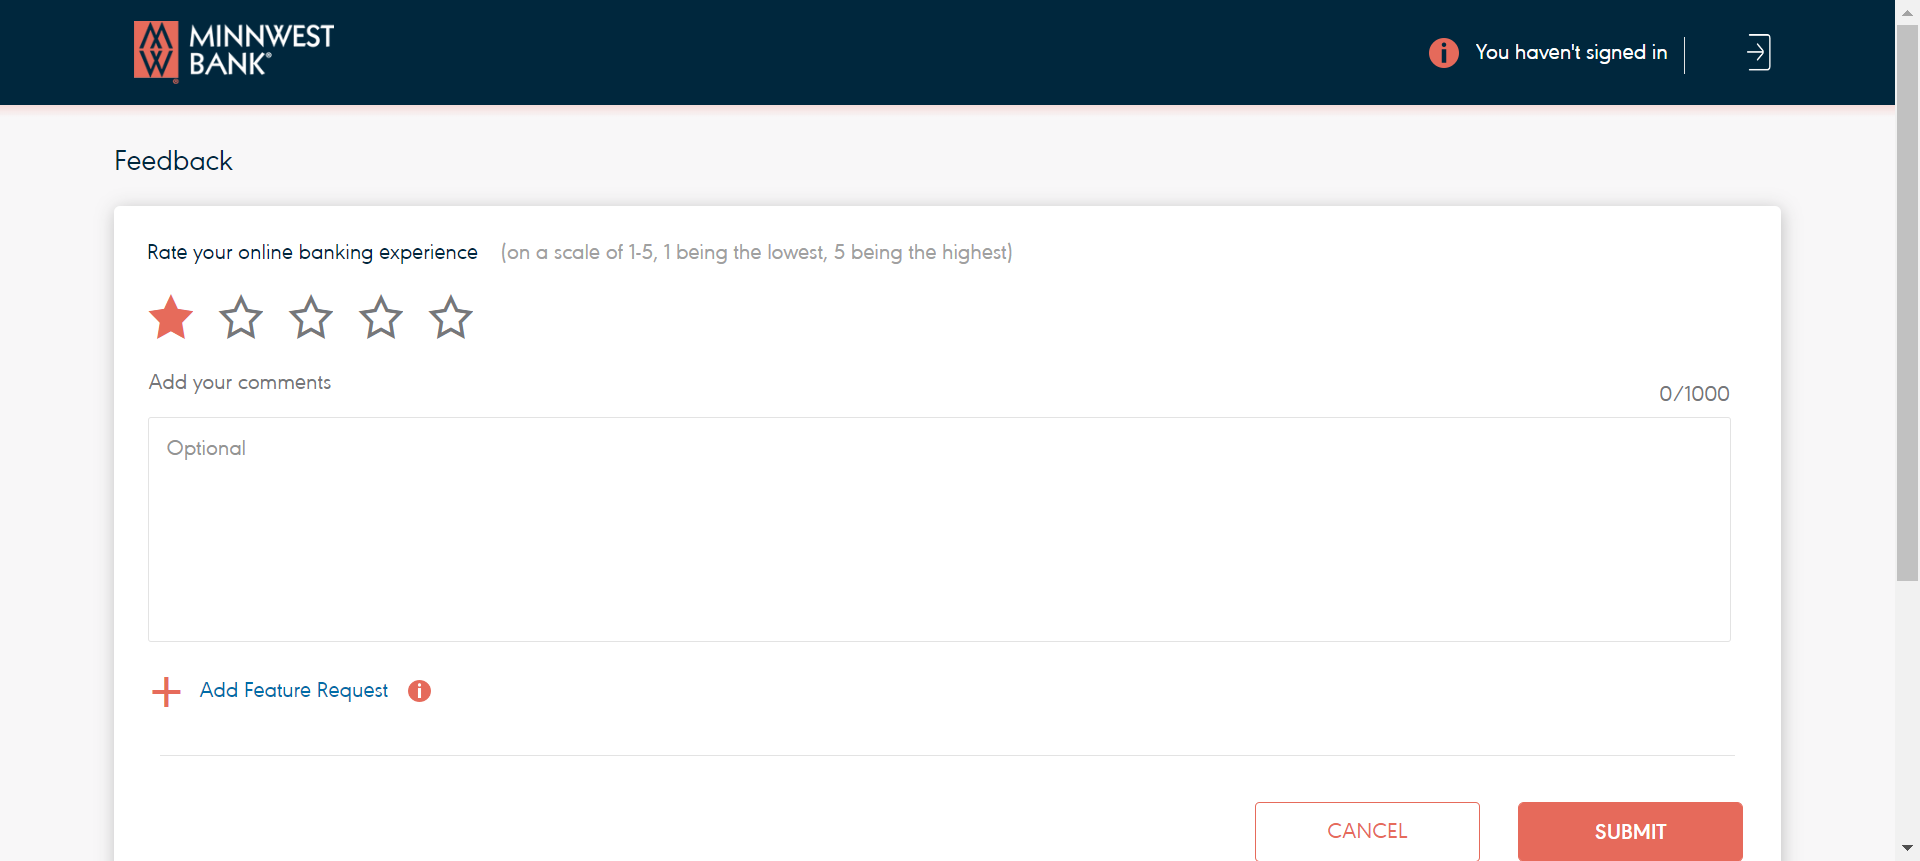 MINNWEST
BANK®
You haven't signed in
Feedback
Rate your online banking experience (on a scale of 1-5, 1 being the lowest, 5 being the highest)
Add your comments
0/1000
Optional
Add Feature Request
CANCEL
SUBMIT